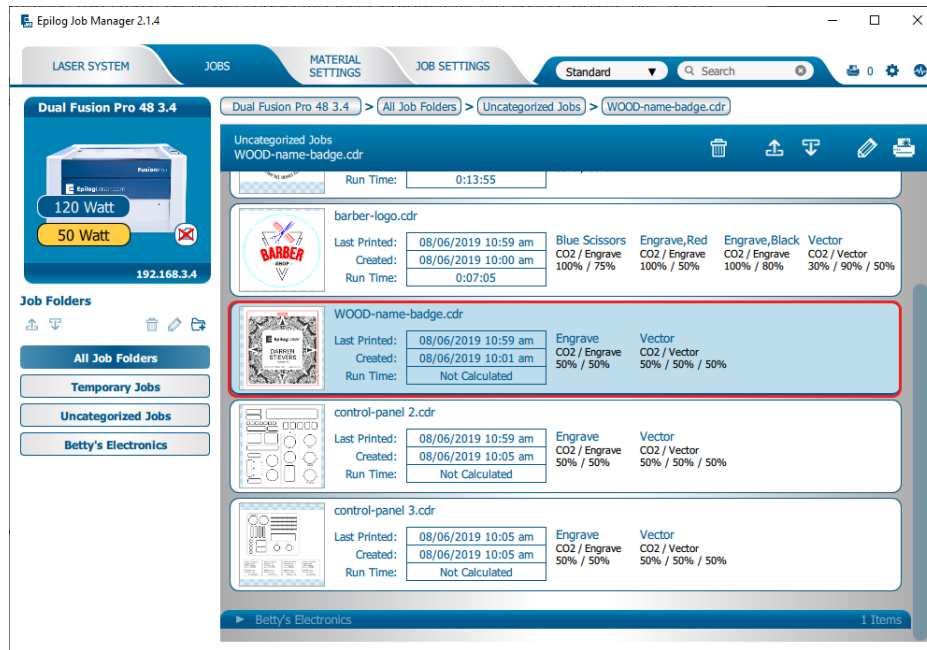 Epilog Job Manager 2.1.4
LASER SYSTEM
JOBS
MATERIAL
SETTINGS
JOB SETTINGS
Standard
Search
0
Dual Fusion Pro 48 3.4
FusionPro
EpilogLaser.com
120 Watt
50 Watt
192.168.3.4
Job Folders
All Job Folders
Temporary Jobs
Uncategorized Jobs
Betty's Electronics
Dual Fusion Pro 48 3.4 > All Job Folders > Uncategorized Jobs > WOOD-name-badge.cdr
Uncategorized Jobs
WOOD-name-badge.cdr
Run Time: 0:13:55
barber-logo.cdr
BARBER
SHOP
Last Printed: 08/06/2019 10:59 am
Created: 08/06/2019 10:00 am
Run Time: 0:07:05
Blue Scissors
CO2 / Engrave
100% / 75%
Engrave,Red
CO2 / Engrave
100% / 50%
Engrave,Black
CO2 / Engrave
100% / 80%
Vector
CO2 / Vector
30% / 90% / 50%
WOOD-name-badge.cdr
Epilog Laser
DARREN
STIEVERS
Last Printed: 08/06/2019 10:59 am
Created: 08/06/2019 10:01 am
Run Time: Not Calculated
Engrave
CO2 / Engrave
50% / 50%
Vector
CO2 / Vector
50% / 50% / 50%
control-panel 2.cdr
Last Printed: 08/06/2019 10:59 am
Created: 08/06/2019 10:05 am
Run Time: Not Calculated
Engrave
CO2 / Engrave
50% / 50%
Vector
CO2 / Vector
50% / 50% / 50%
control-panel 3.cdr
Last Printed: 08/06/2019 10:05 am
Created: 08/06/2019 10:05 am
Run Time: Not Calculated
Engrave
CO2 / Engrave
50% / 50%
Vector
CO2 / Vector
50% / 50% / 50%
Betty's Electronics
1 Items